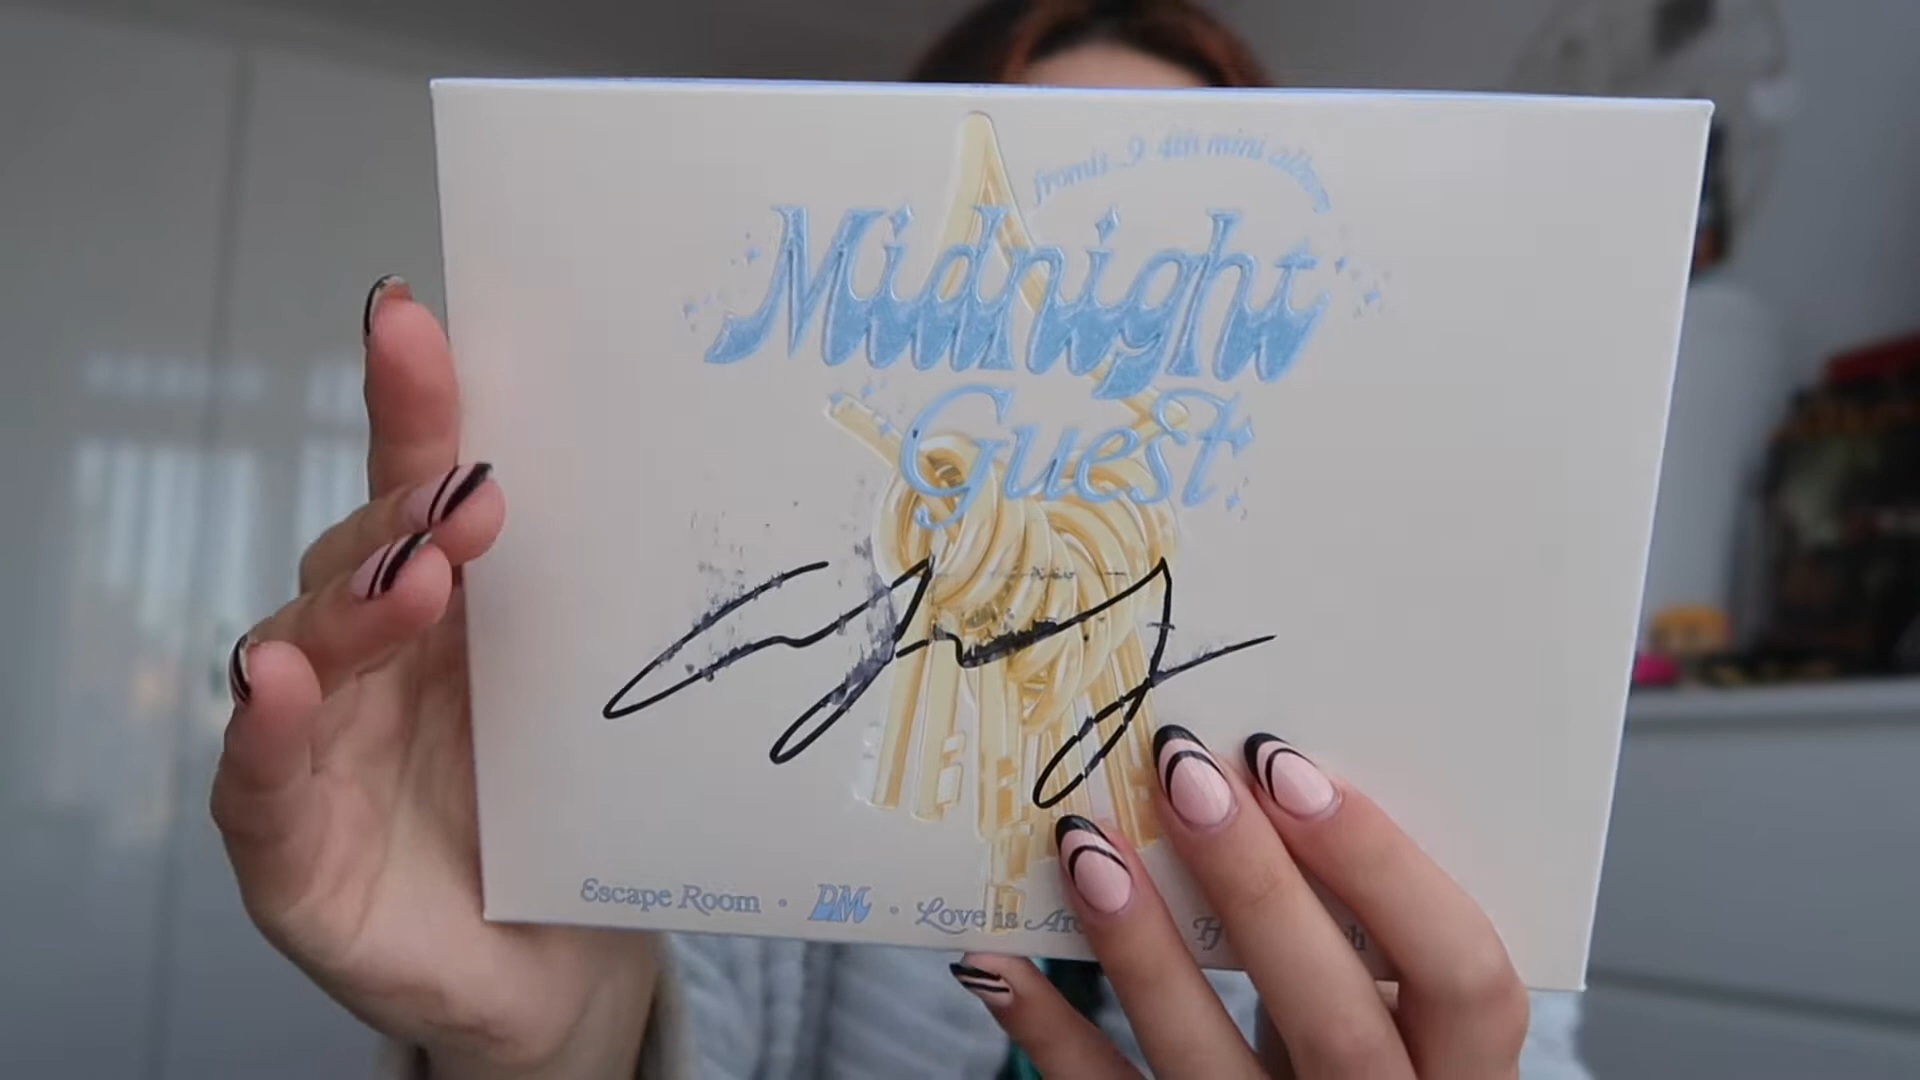 fromis_9 4th mini album
Midnight
Guest
Escape Room · DM · Love is